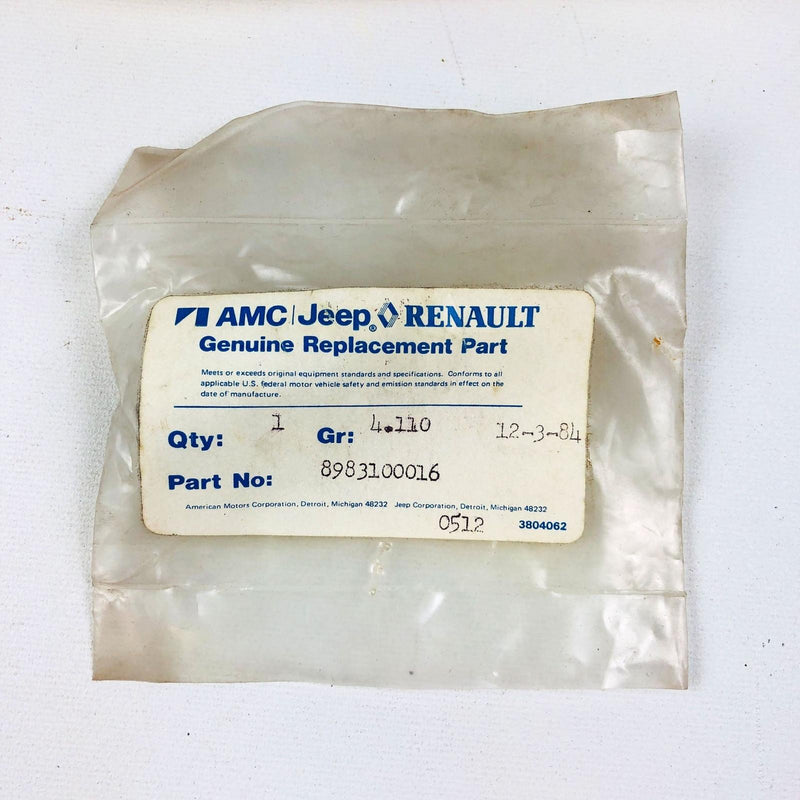 AMC | Jeep® RENAULT
Genuine Replacement Part
Meets or exceeds original equipment standards and specifications. Conforms to all
applicable U.S. federal motor vehicle safety and emission standards in effect on the
date of manufacture.
Qty: 1 Gr: 4.110 12-3-84
Part No: 8983100016
American Motors Corporation, Detroit, Michigan 48232 Jeep Corporation, Detroit, Michigan 48232
0512 3804062